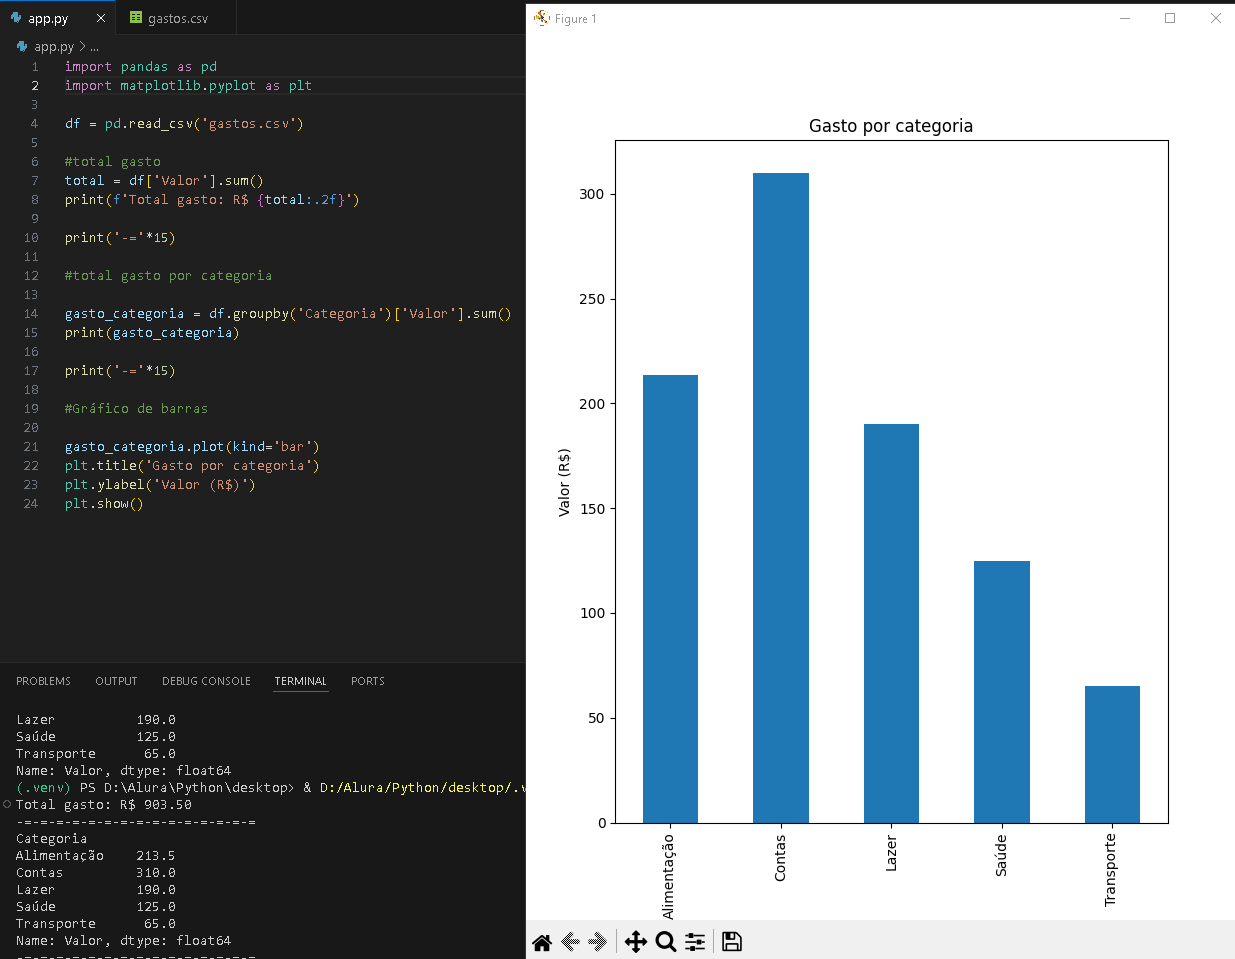 app.py
gastos.csv
app.py > ...
1 import pandas as pd
2 import matplotlib.pyplot as plt
3
4 df = pd.read_csv('gastos.csv')
5
6 #total gasto
7 total = df['Valor'].sum()
8 print(f'Total gasto: R$ {total:.2f}')
9
10 print('-='*15)
11
12 #total gasto por categoria
13
14 gasto_categoria = df.groupby('Categoria')['Valor'].sum()
15 print(gasto_categoria)
16
17 print('-='*15)
18
19 #Gráfico de barras
20
21 gasto_categoria.plot(kind='bar')
22 plt.title('Gasto por categoria')
23 plt.ylabel('Valor (R$)')
24 plt.show()
PROBLEMS OUTPUT DEBUG CONSOLE TERMINAL PORTS
Lazer 190.0
Saúde 125.0
Transporte 65.0
Name: Valor, dtype: float64
(.venv) PS D:\Alura\Python\desktop> & D:/Alura/Python/desktop/.v
Total gasto: R$ 903.50
-=-=-=-=-=-=-=-=-=-=-=-=-=-=-=
Categoria
Alimentação 213.5
Contas 310.0
Lazer 190.0
Saúde 125.0
Transporte 65.0
Name: Valor, dtype: float64
-=-=-=-=-=-=-=-=-=-=-=-=-=-=-=
Figure 1
Gasto por categoria
Valor (R$)
300
250
200
150
100
50
0
Alimentação
Contas
Lazer
Saúde
Transporte